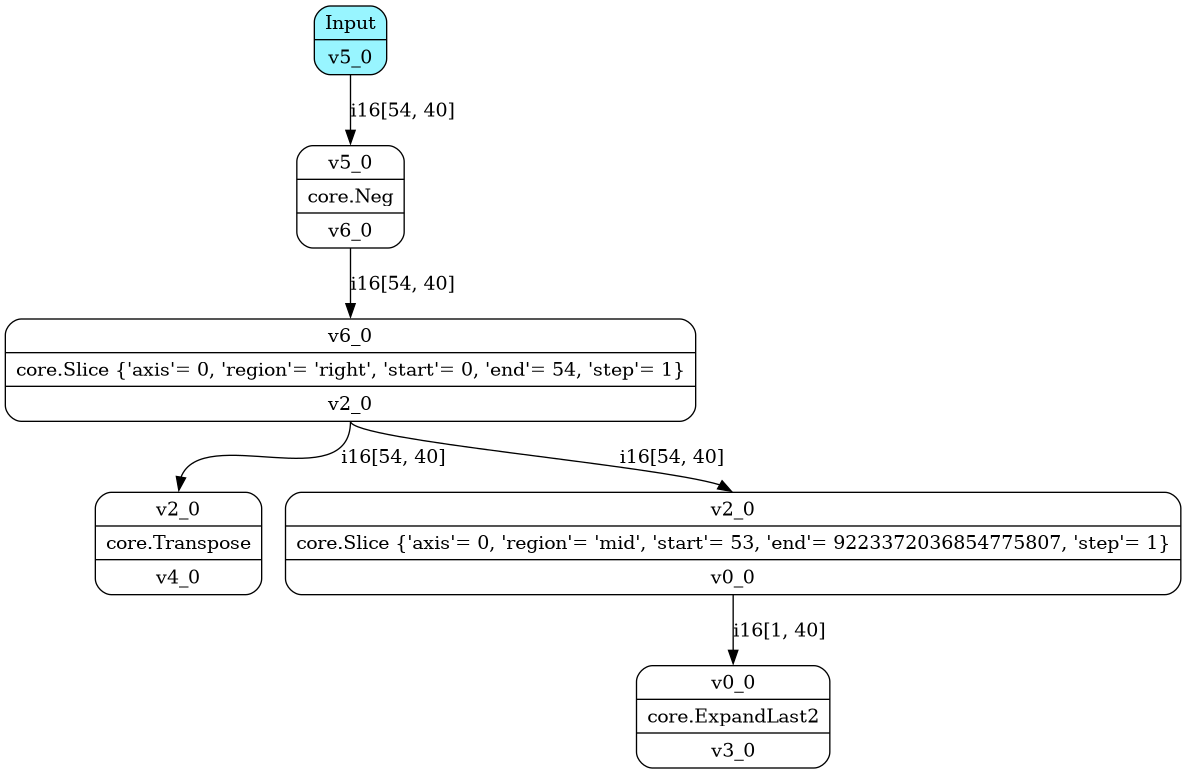 Input
v5_0
i16[54, 40]
v5_0
core.Neg
v6_0
i16[54, 40]
v6_0
core.Slice {'axis'= 0, 'region'= 'right', 'start'= 0, 'end'= 54, 'step'= 1}
v2_0
i16[54, 40]
i16[54, 40]
v2_0
core.Transpose
v4_0
v2_0
core.Slice {'axis'= 0, 'region'= 'mid', 'start'= 53, 'end'= 9223372036854775807, 'step'= 1}
v0_0
i16[1, 40]
v0_0
core.ExpandLast2
v3_0